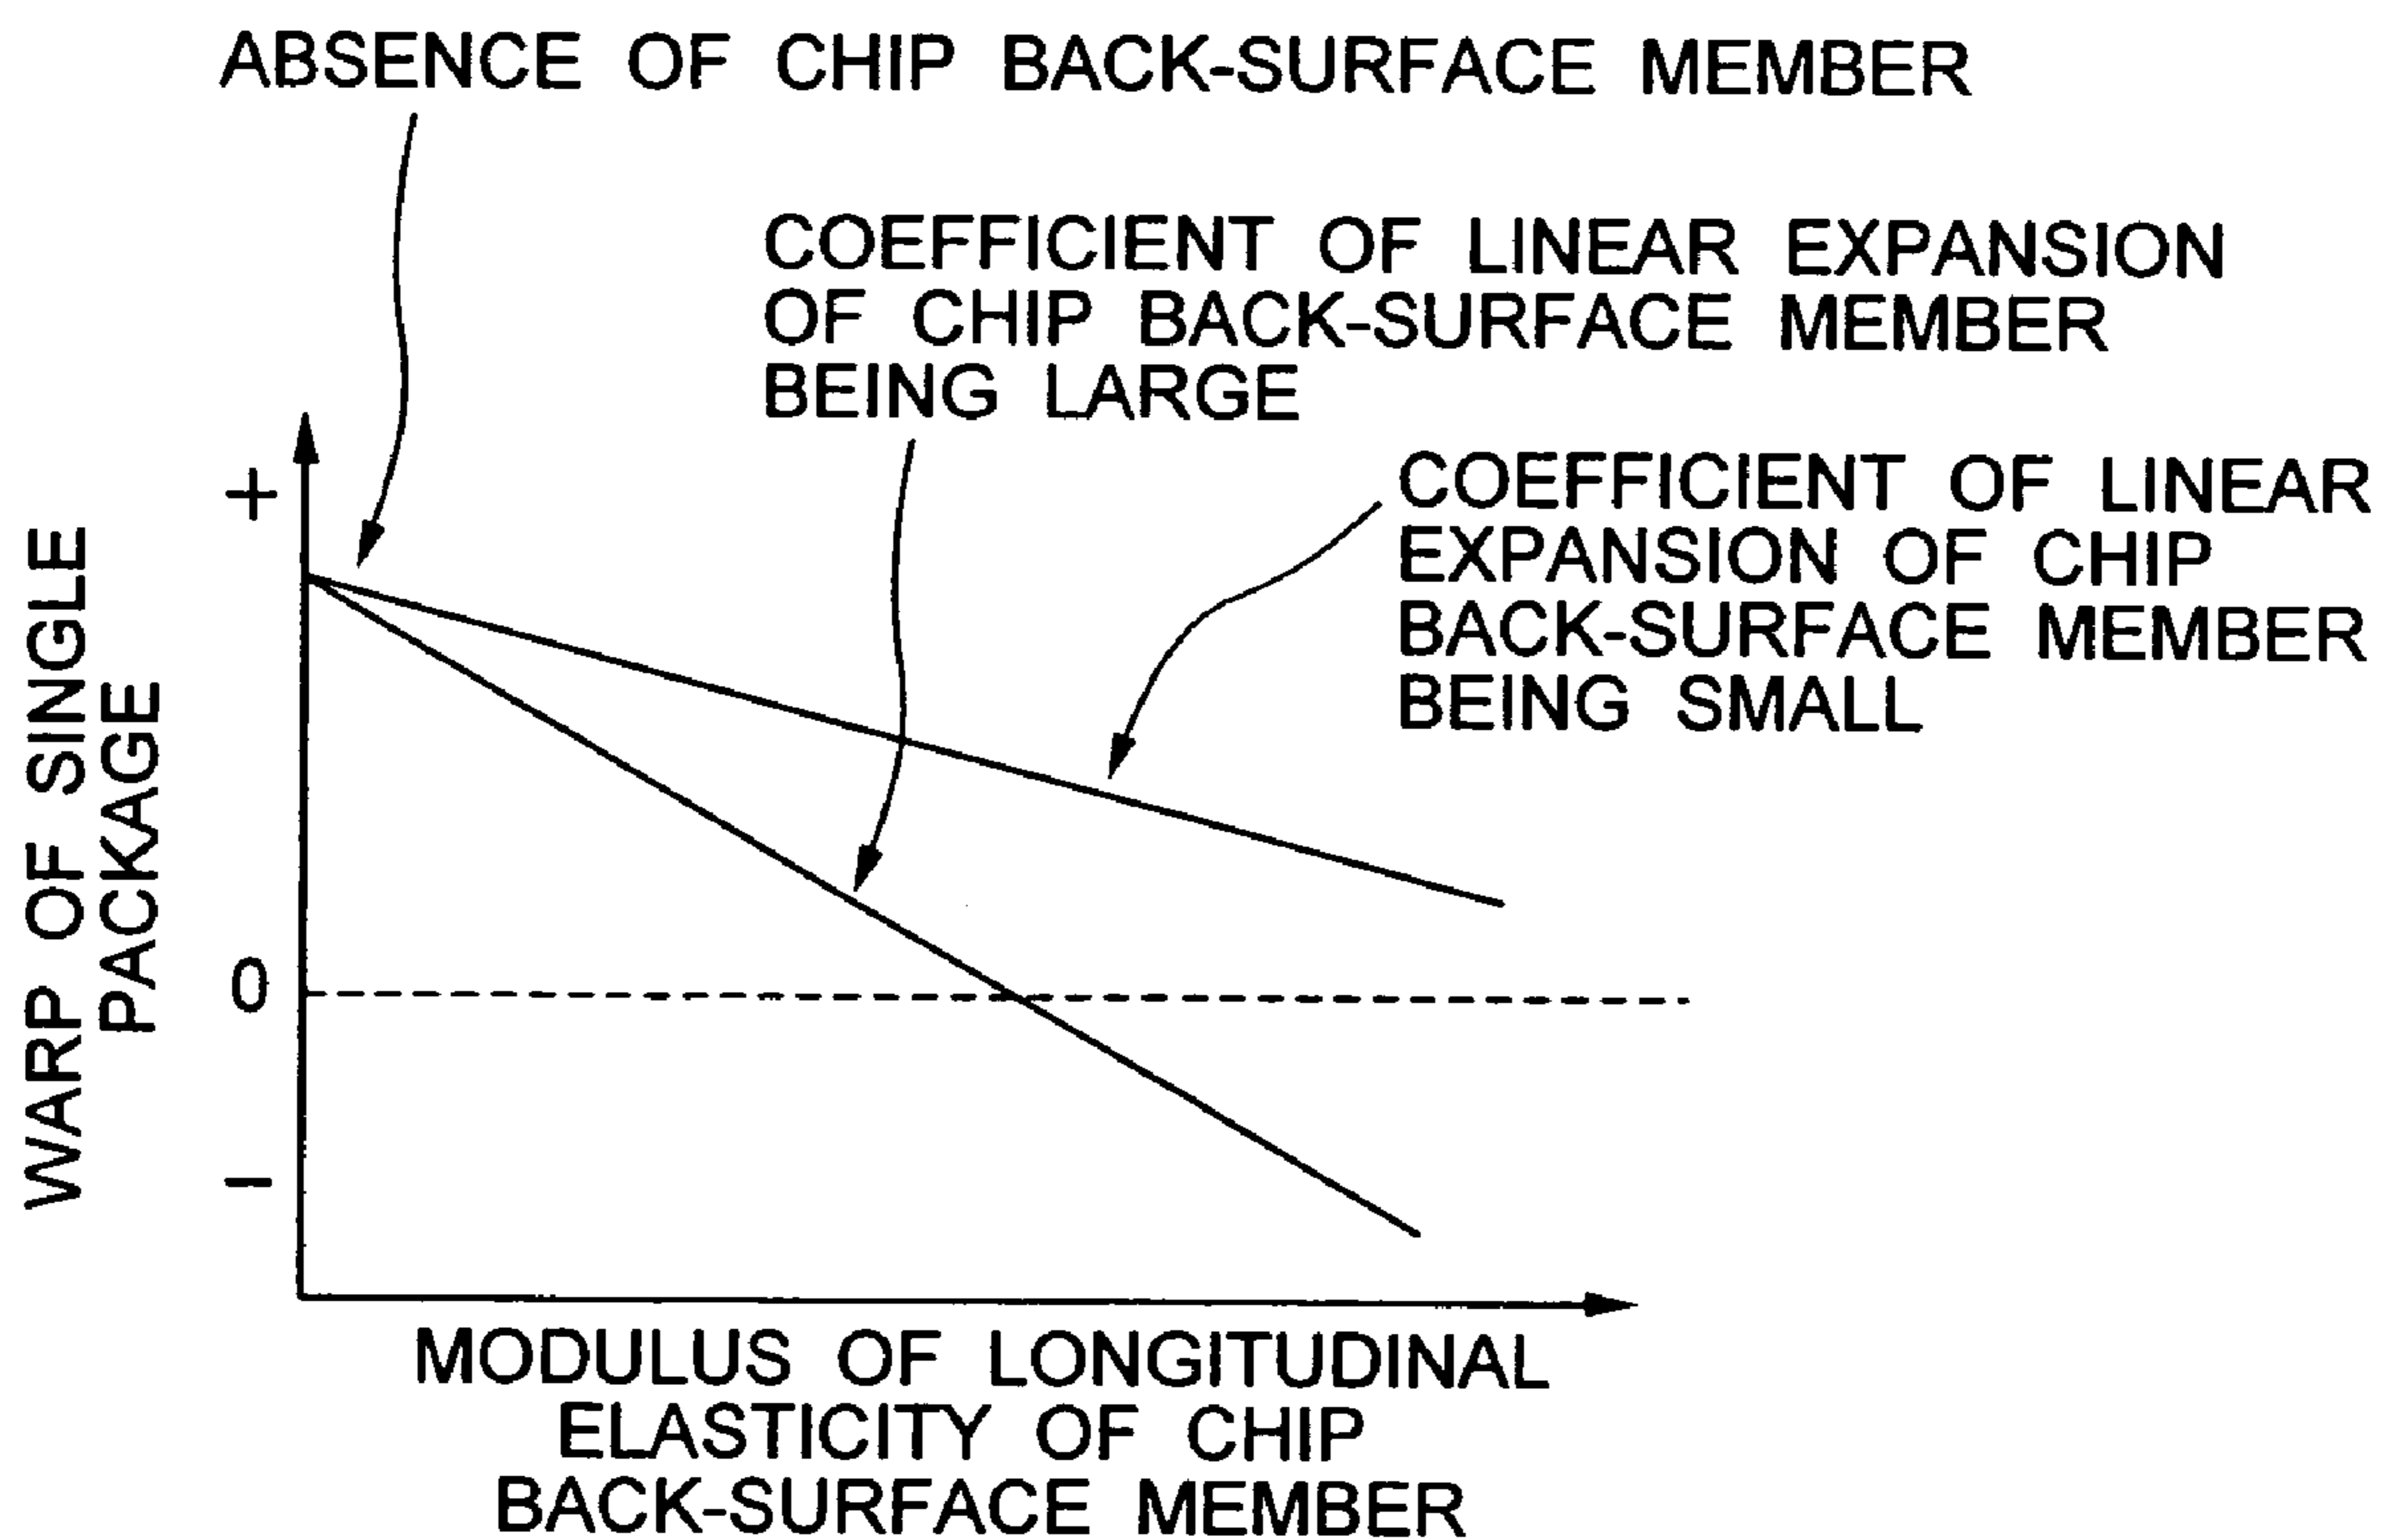 ABSENCE OF CHIP BACK-SURFACE MEMBER
COEFFICIENT OF LINEAR EXPANSION
OF CHIP BACK-SURFACE MEMBER
BEING LARGE
COEFFICIENT OF LINEAR
EXPANSION OF CHIP
BACK-SURFACE MEMBER
BEING SMALL
+
0
−
WARP OF SINGLE
PACKAGE
MODULUS OF LONGITUDINAL
ELASTICITY OF CHIP
BACK-SURFACE MEMBER